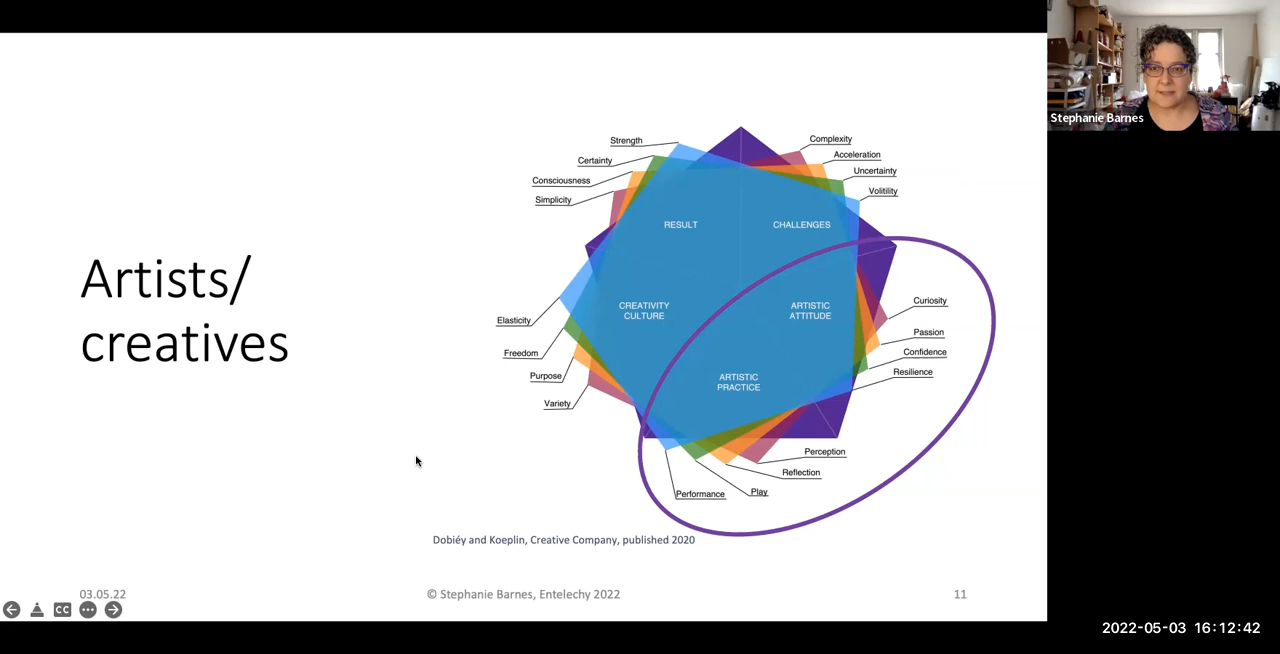 Stephanie Barnes
Artists/
creatives
Strength
Certainty
Consciousness
Simplicity
Complexity
Acceleration
Uncertainty
Volitility
RESULT
CHALLENGES
CREATIVITY
CULTURE
ARTISTIC
ATTITUDE
ARTISTIC
PRACTICE
Elasticity
Freedom
Purpose
Variety
Curiosity
Passion
Confidence
Resilience
Perception
Reflection
Play
Performance
Dobiéy and Koeplin, Creative Company, published 2020
03.05.22
© Stephanie Barnes, Entelechy 2022
11
CC
2022-05-03 16:12:42